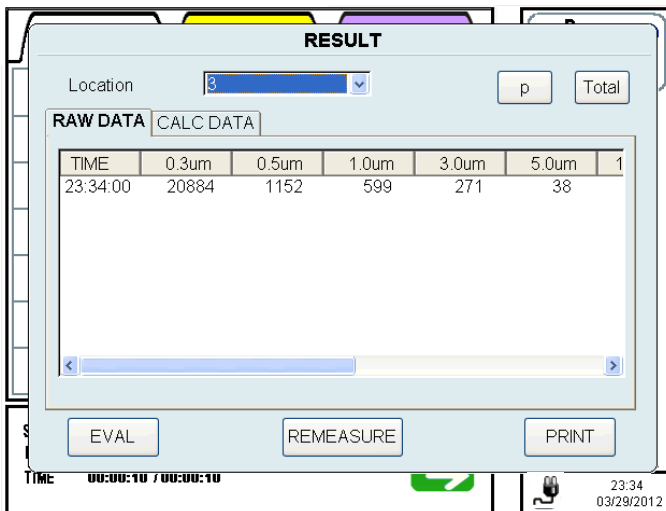 RESULT
Location 3 p Total
RAW DATA CALC DATA
TIME 0.3um 0.5um 1.0um 3.0um 5.0um 1
23:34:00 20884 1152 599 271 38
EVAL REMEASURE PRINT
TIME 00:00:10 / 00:00:10
23:34
03/29/2012